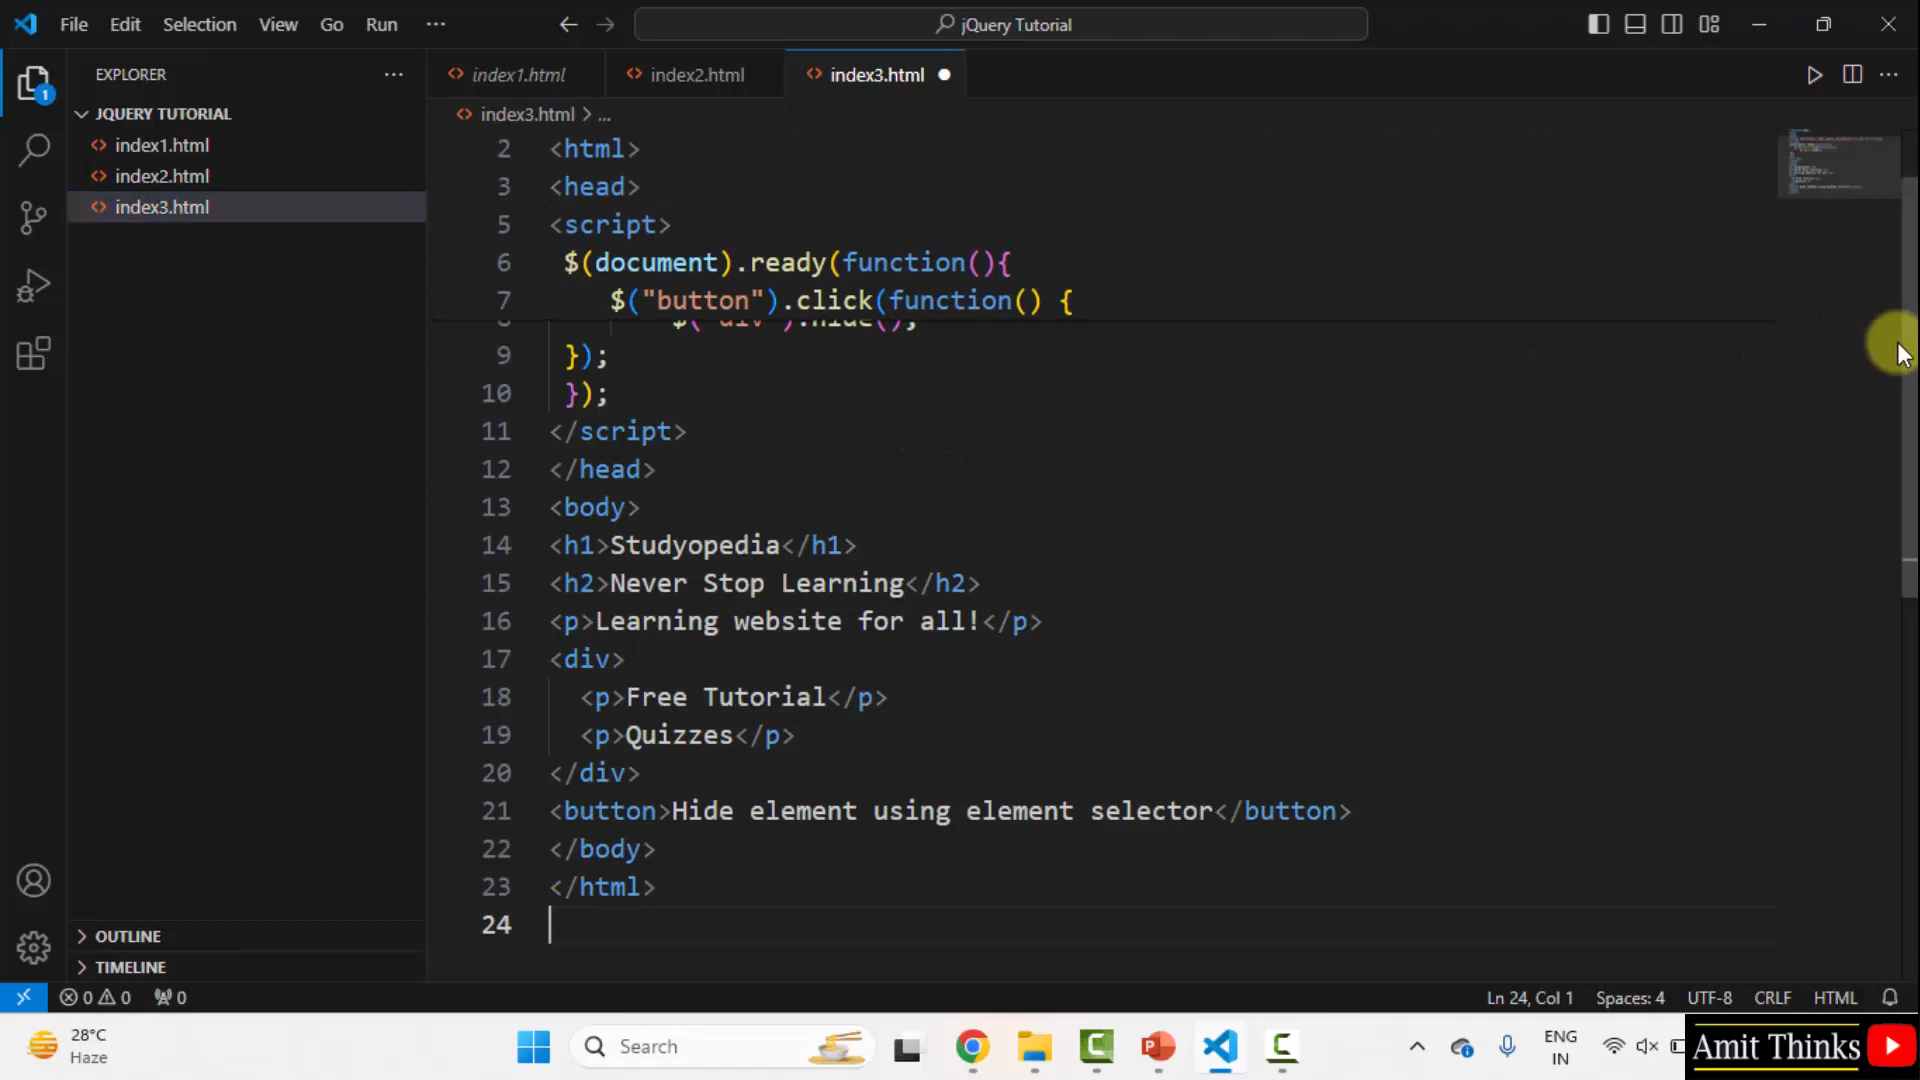 File Edit Selection View Go Run ... jQuery Tutorial
EXPLORER ...
JQUERY TUTORIAL
index1.html
index2.html
index3.html
OUTLINE
TIMELINE
index1.html index2.html index3.html
index3.html > ...
2 <html>
3 <head>
5 <script>
6 $(document).ready(function(){
7 $("button").click(function() {
8 $("div").hide();
9 });
10 });
11 </script>
12 </head>
13 <body>
14 <h1>Studyopedia</h1>
15 <h2>Never Stop Learning</h2>
16 <p>Learning website for all!</p>
17 <div>
18 <p>Free Tutorial</p>
19 <p>Quizzes</p>
20 </div>
21 <button>Hide element using element selector</button>
22 </body>
23 </html>
24
0 0 0 Ln 24, Col 1 Spaces: 4 UTF-8 CRLF HTML
28°C
Haze
Search
ENG
IN
Amit Thinks
1